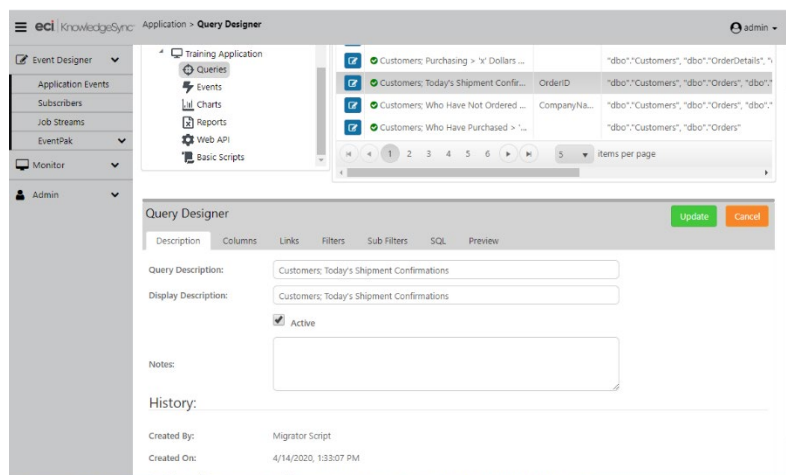 eci KnowledgeSync
Application > Query Designer
admin
Event Designer
Application Events
Subscribers
Job Streams
EventPak
Monitor
Admin
Training Application
Queries
Events
Charts
Reports
Web API
Basic Scripts
Customers; Purchasing > 'x' Dollars ... "dbo"."Customers", "dbo"."OrderDetails",
Customers; Today's Shipment Confir... OrderID "dbo"."Customers", "dbo"."Orders", "dbo"."
Customers; Who Have Not Ordered ... CompanyNa... "dbo"."Customers", "dbo"."Orders", "dbo"."
Customers; Who Have Purchased > '... "dbo"."Customers", "dbo"."Orders"
1 2 3 4 5 6 5 items per page
Query Designer
Update Cancel
Description Columns Links Filters Sub Filters SQL Preview
Query Description: Customers; Today's Shipment Confirmations
Display Description: Customers; Today's Shipment Confirmations
Active
Notes:
History:
Created By: Migrator Script
Created On: 4/14/2020, 1:33:07 PM